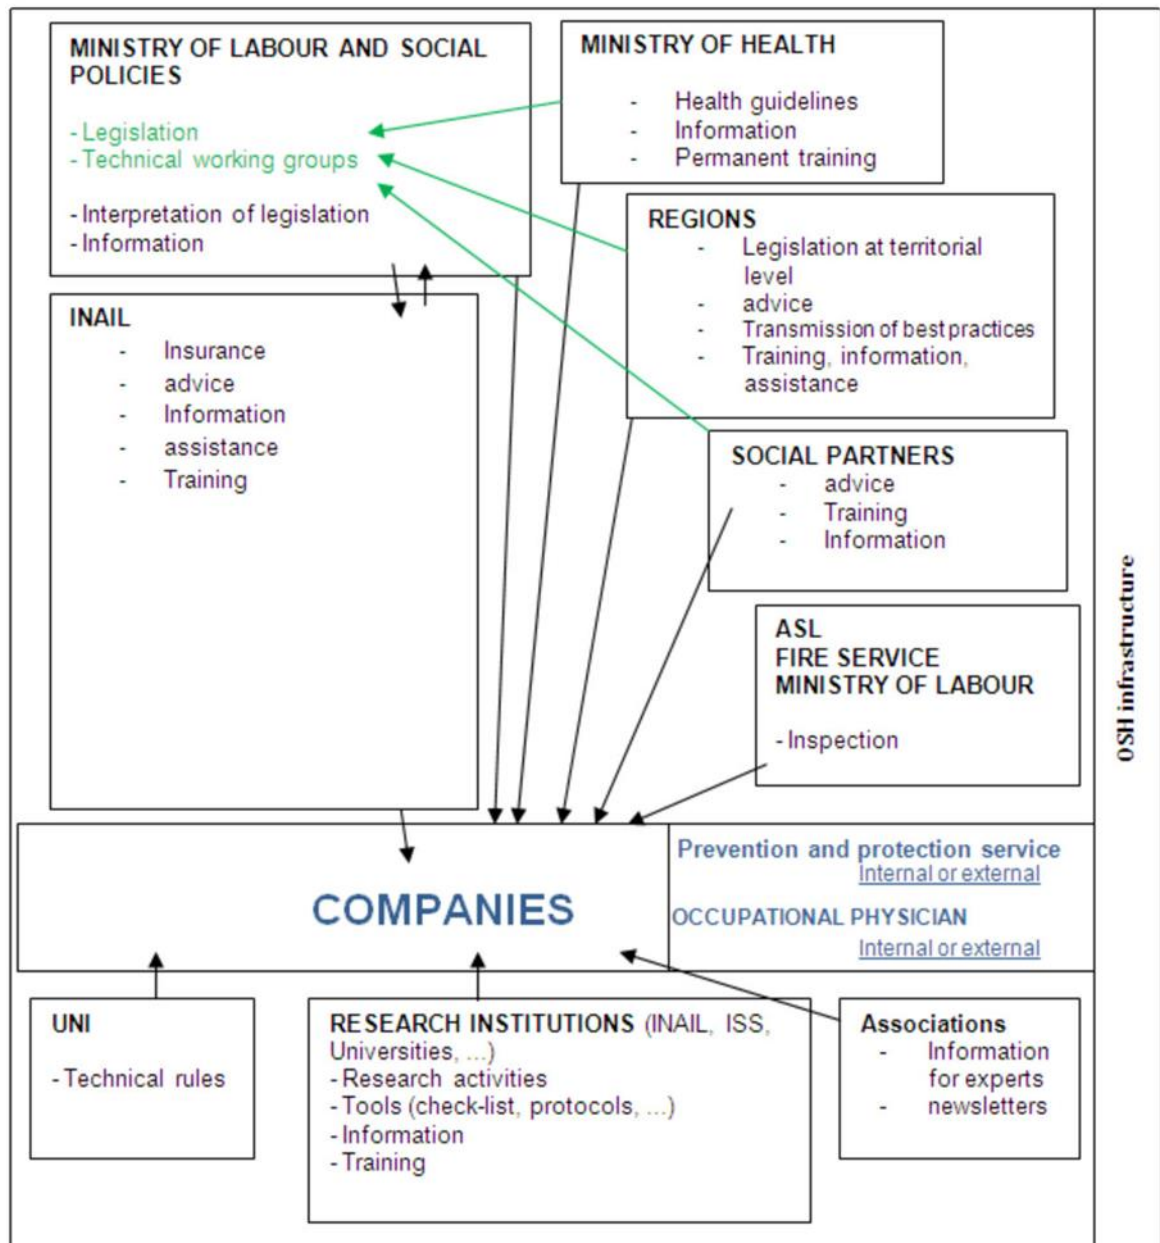 MINISTRY OF LABOUR AND SOCIAL
POLICIES
- Legislation
- Technical working groups
- Interpretation of legislation
- Information
MINISTRY OF HEALTH
- Health guidelines
- Information
- Permanent training
REGIONS
- Legislation at territorial
level
- advice
- Transmission of best practices
- Training, information,
assistance
INAIL
- Insurance
- advice
- Information
- assistance
- Training
SOCIAL PARTNERS
- advice
- Training
- Information
ASL
FIRE SERVICE
MINISTRY OF LABOUR
- Inspection
OSH infrastructure
COMPANIES
Prevention and protection service
Internal or external
OCCUPATIONAL PHYSICIAN
Internal or external
UNI
- Technical rules
RESEARCH INSTITUTIONS (INAIL, ISS,
Universities, ...)
- Research activities
- Tools (check-list, protocols, ...)
- Information
- Training
Associations
- Information
for experts
- newsletters